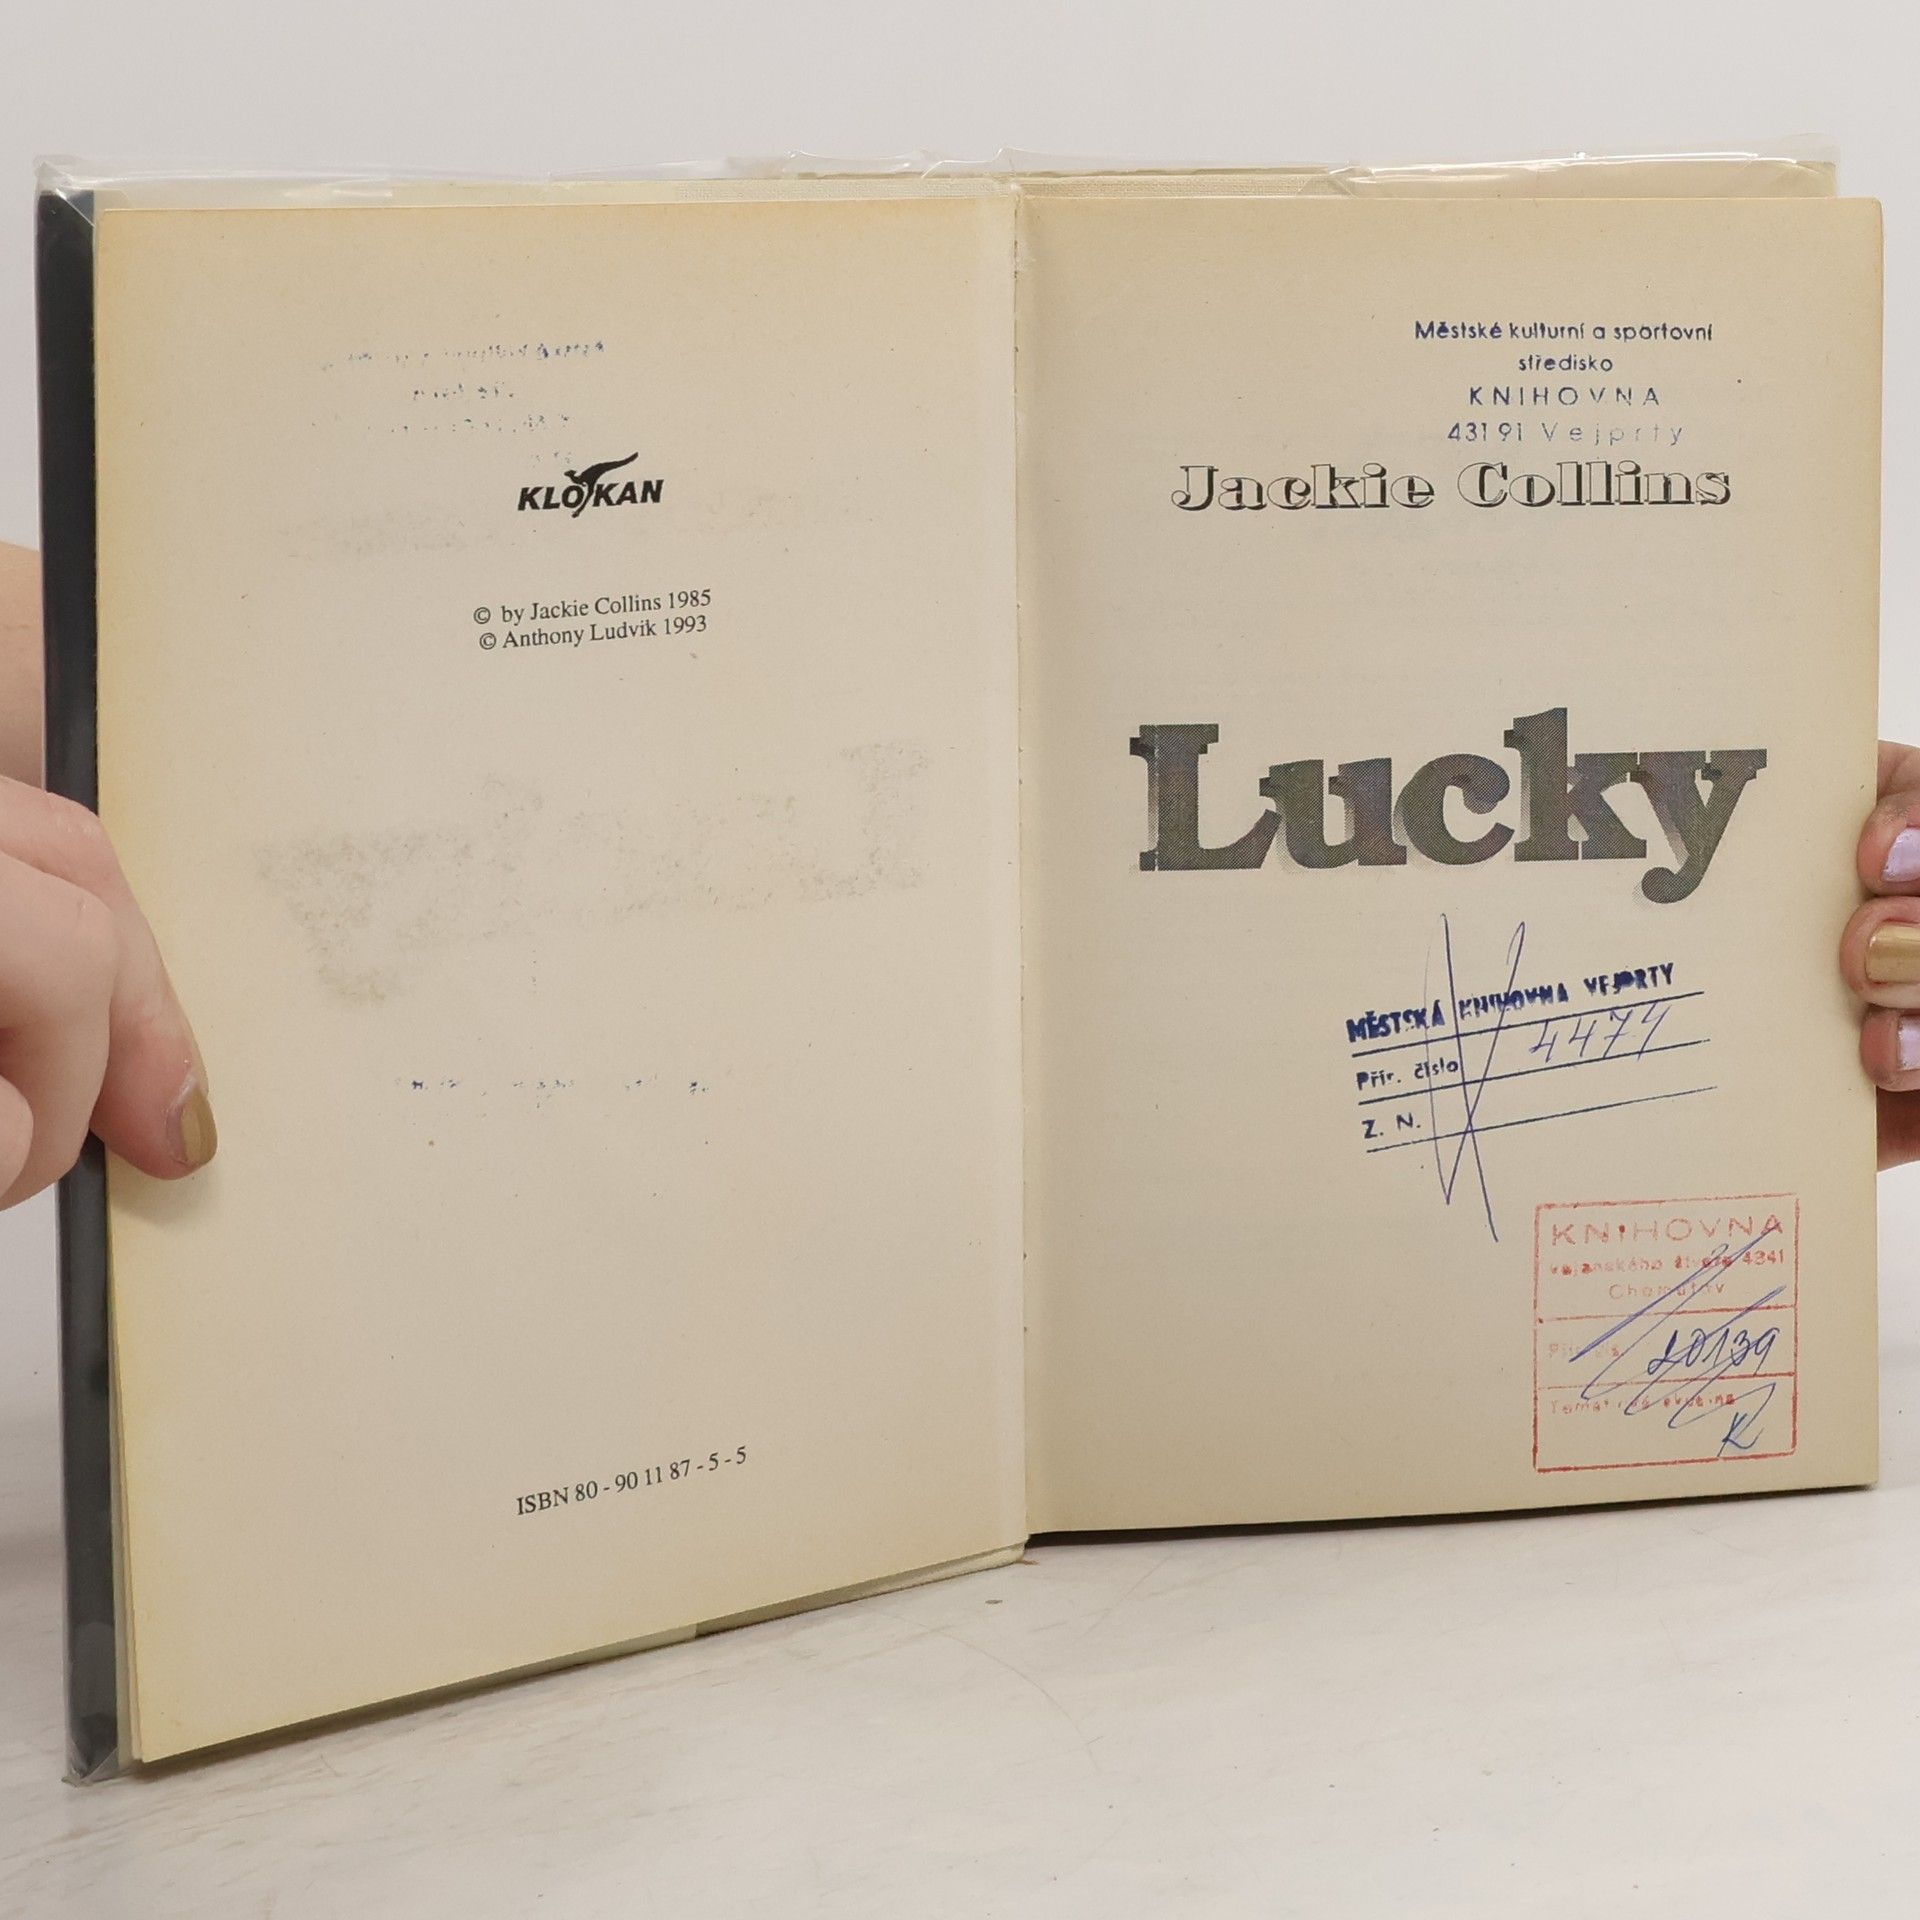 KLOKAN
© by Jackie Collins 1985
© Anthony Ludvik 1993
ISBN 80 - 90 11 87 - 5 - 5
Městské kulturní a sportovní
středisko
KNIHOVNA
431 91 Vejprty
Jackie Collins
Lucky
MĚSTSKÁ KNIHOVNA VEJPRTY
Přír. číslo 4474
Z. N.
KNIHOVNA
4341
Chomutov
20139
K